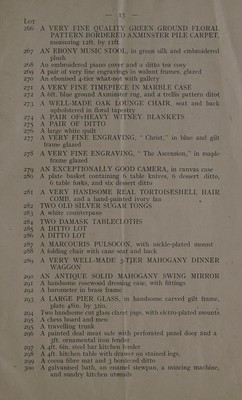 — 13 —
LOT
266 A VERY FINE QUALITY GREEN GROUND FLORAL
PATTERN BORDERED AXMINSTER PILE CARPET,
measuring 12ft. by 11ft.
267 AN EBONY MUSIC STOOL, in green silk and embroidered
plush
268 An embroidered piano cover and a ditto tea cosy
269 A pair of very fine engravings in walnut frames, glazed
270 An ebonised 4-tier what-not with gallery
271 A VERY FINE TIMEPIECE IN MARBLE CASE
272 A 6ft. blue ground Axminster rug, and a trellis pattern ditto
273 A WELL-MADE OAK LOUNGE CHAIR, seat and back
upholstered in floral tapestry
274 A PAIR OF HEAVY WITNEY BLANKETS
275 A PAIR OF DITTO
276 A large white quilt
277 A VERY FINE ENGRAVING, “ Christ,” in blue and gilt
frame glazed
278 A VERY FINE ENGRAVING, “ The Ascension,” in maple
frame glazed
279 AN EXCEPTIONALLY GOOD CAMERA, in canvas case
280 A plate basket containing 6 table knives, 6 dessert ditto,
6 table forks, and six dessert ditto
281 A VERY HANDSOME REAL TORTOISESHELL HAIR
COMB, and a hand-painted ivory fan
282 TWO OLD SILVER SUGAR TONGS
283 A white counterpane
284 TWO DAMASK TABLECLOTHS
285 A DITTO LOT
286 A DITTO LOT
287 A MARCOURIS PULSOCON, with nickle-plated mount
288 A folding chair with cane seat and back
289 A VERY WELL-MADE 3-TIER MAHOGANY DINNER
WAGGON
290 AN ANTIQUE SOLID MAHOGANY SWING MIRROR
291 A handsome rosewood dressing case, with fittings
292 A barometer in brass frame
293 A LARGE PIER GLASS, in handsome carved gilt frame,
plate 48in. by 38in.
294 Two handsome cut glass claret jugs, with eletro-plated mounts
295 A chess board and men
295 A travelling trunk
296 A painted deal meat safe with perforated panel door and a
3ft. ornamental iron fender
297 A 4ft. 6in. steel bar kitchen fender
298 A 4ft. kitchen table with drawer on stained legs,
299 A cocoa fibre mat and 3 bordered ditto
300 A galvanised bath, an enamel stewpan, a mincing machine,
and sundry kitchen utensils